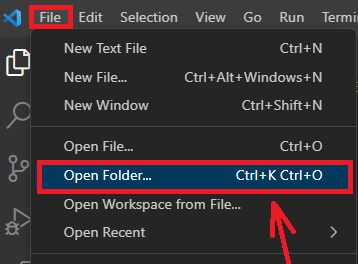 File Edit Selection View Go Run Termin
New Text File Ctrl+N
New File... Ctrl+Alt+Windows+N
New Window Ctrl+Shift+N
Open File... Ctrl+O
Open Folder... Ctrl+K Ctrl+O
Open Workspace from File...
Open Recent